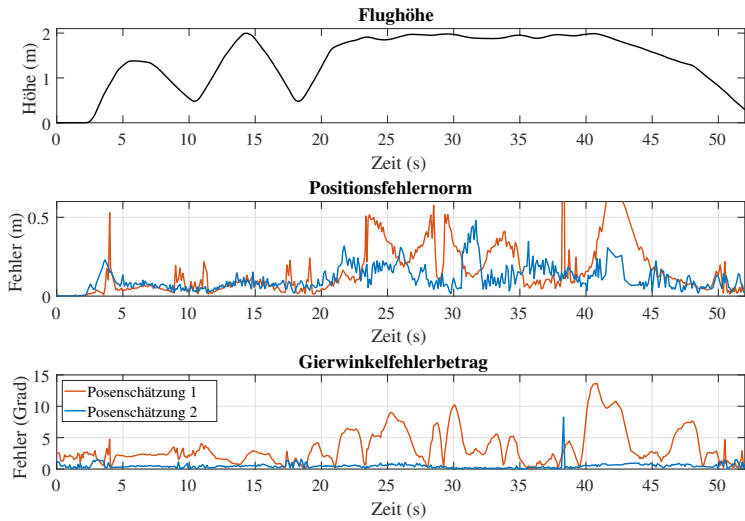 Flughöhe
Höhe (m)
2
1
0
0 5 10 15 20 25 30 35 40 45 50
Zeit (s)
Positionsfehlernorm
Fehler (m)
0.5
0
0 5 10 15 20 25 30 35 40 45 50
Zeit (s)
Gierwinkelfehlerbetrag
Fehler (Grad)
15
10
5
0
Posenschätzung 1
Posenschätzung 2
0 5 10 15 20 25 30 35 40 45 50
Zeit (s)